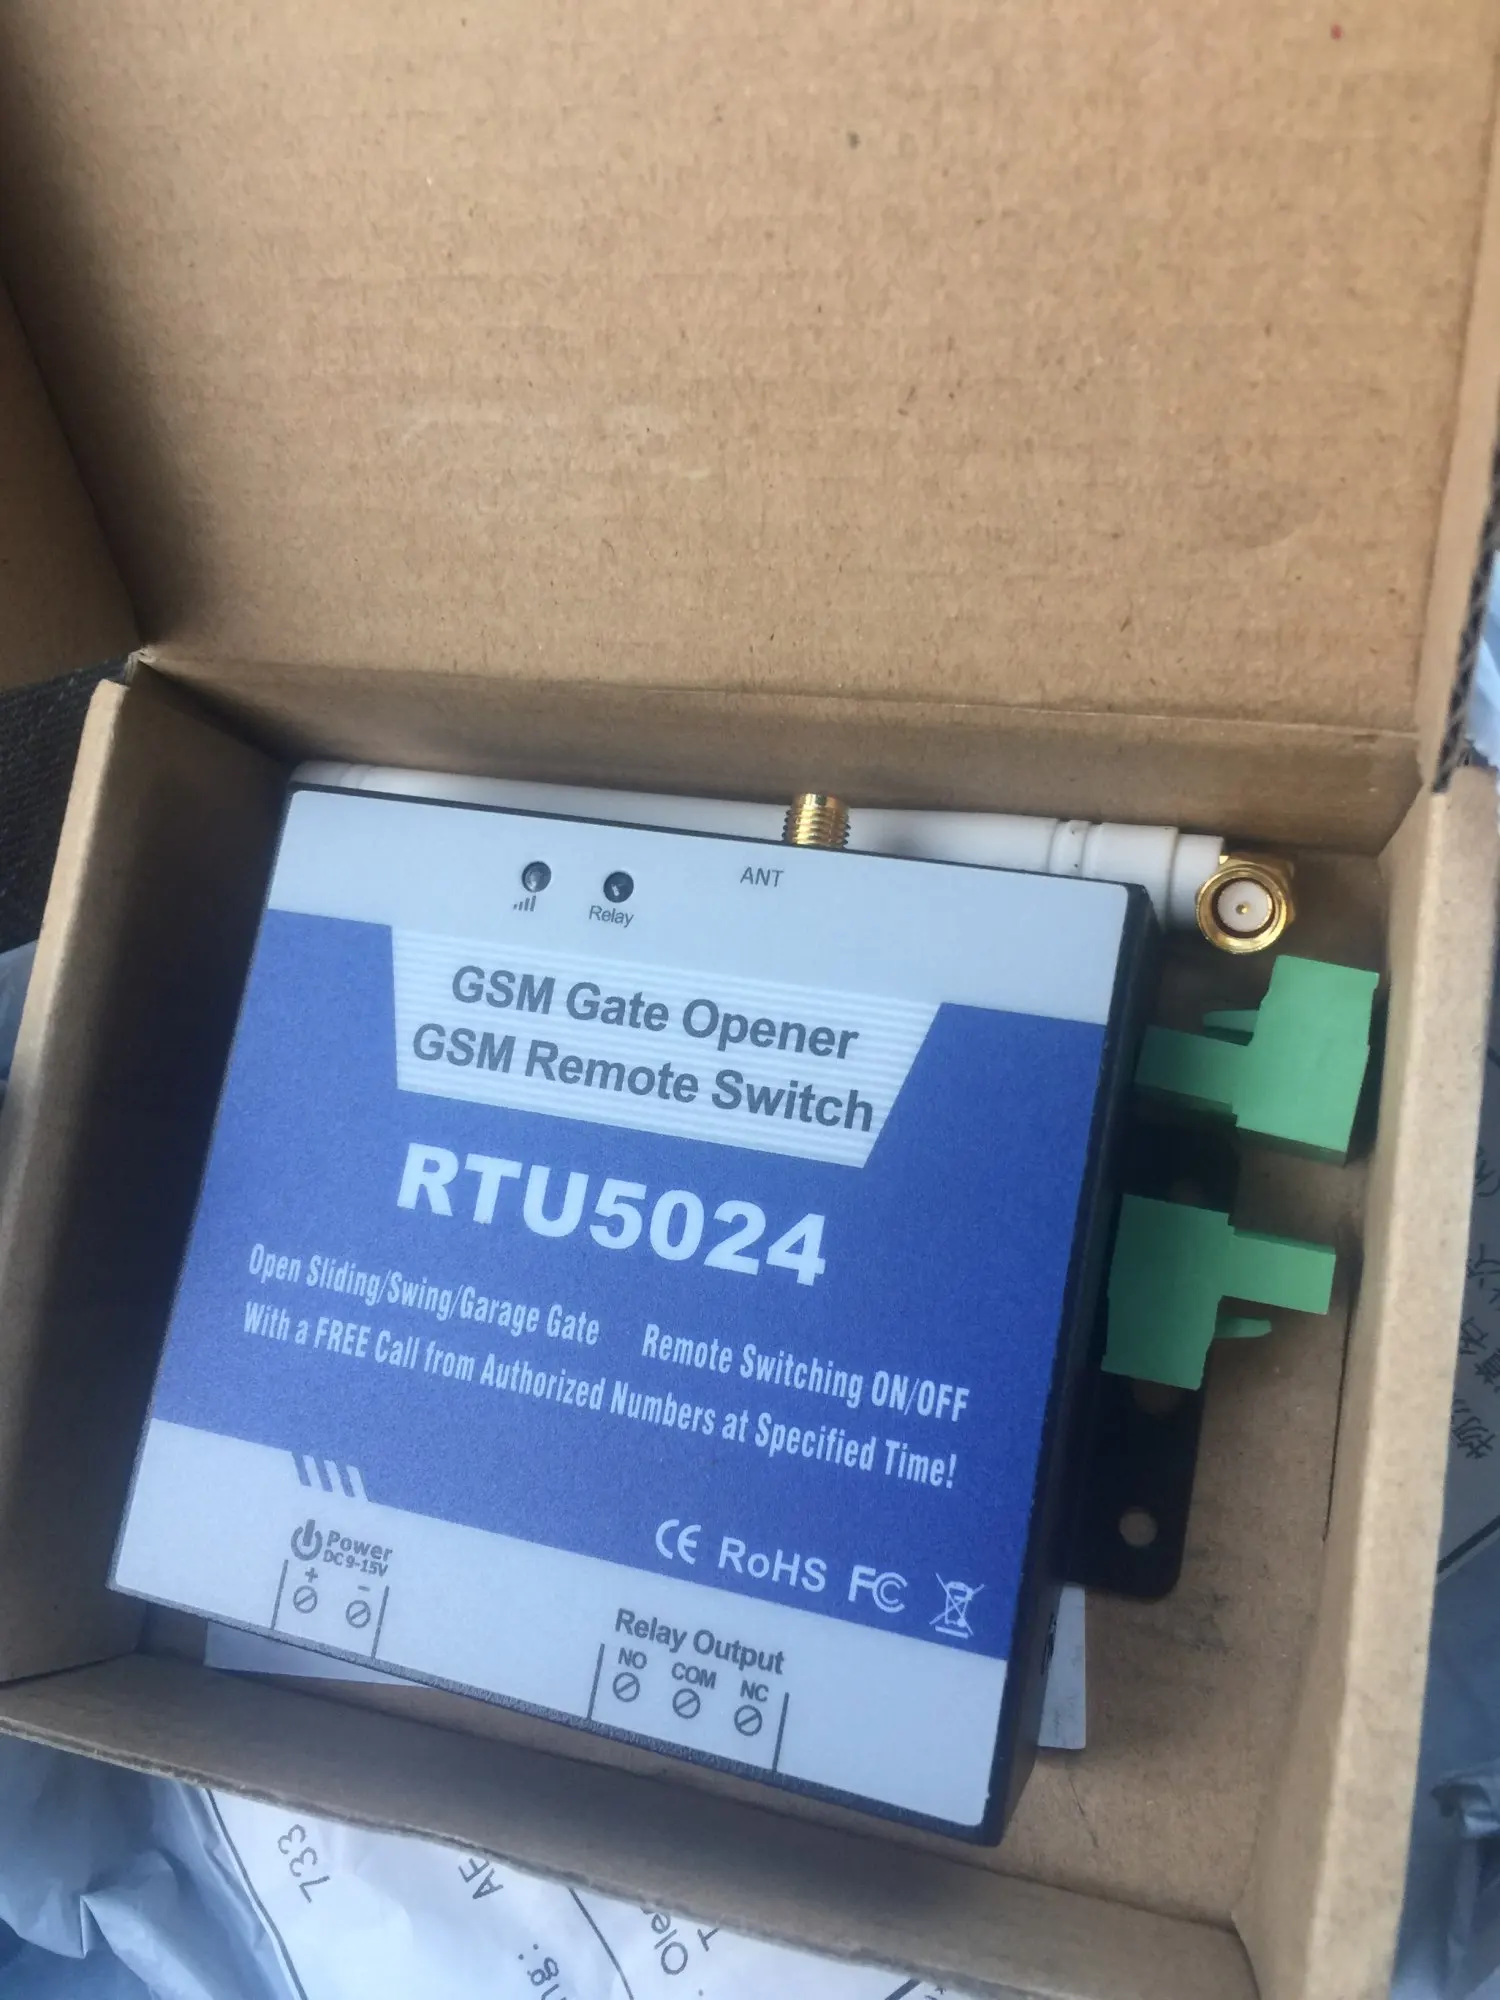 ANT
Relay
GSM Gate Opener
GSM Remote Switch
RTU5024
Open Sliding/Swing/Garage Gate Remote Switching ON/OFF
With a FREE Call from Authorized Numbers at Specified Time!
CE RoHS FC
Power
DC9-15V
+ -
Relay Output
NO COM NC
733